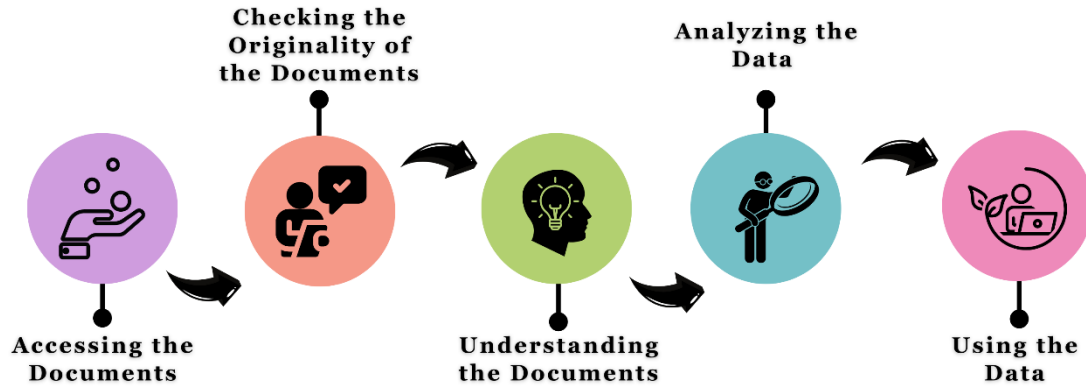 Accessing the
Documents
Checking the
Originality of
the Documents
Understanding
the Documents
Analyzing the
Data
Using the
Data